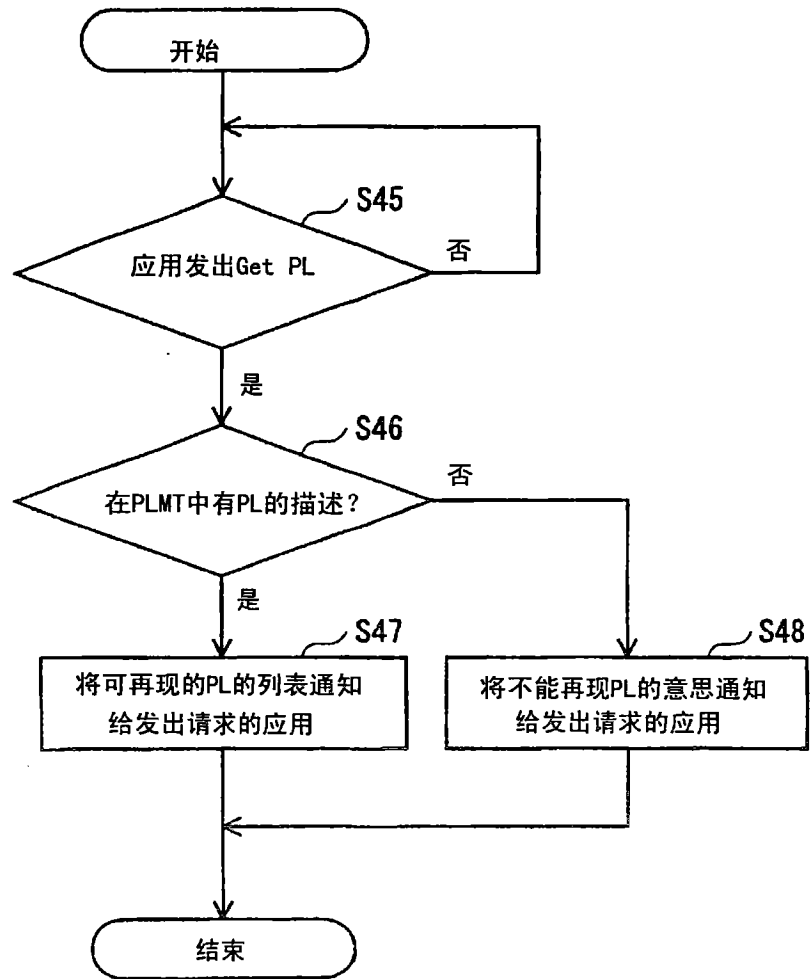 开始
S45
应用发出Get PL
否
是
S46
在PLMT中有PL的描述?
否
是
S47
将可再现的PL的列表通知
给发出请求的应用
S48
将不能再现PL的意思通知
给发出请求的应用
结束